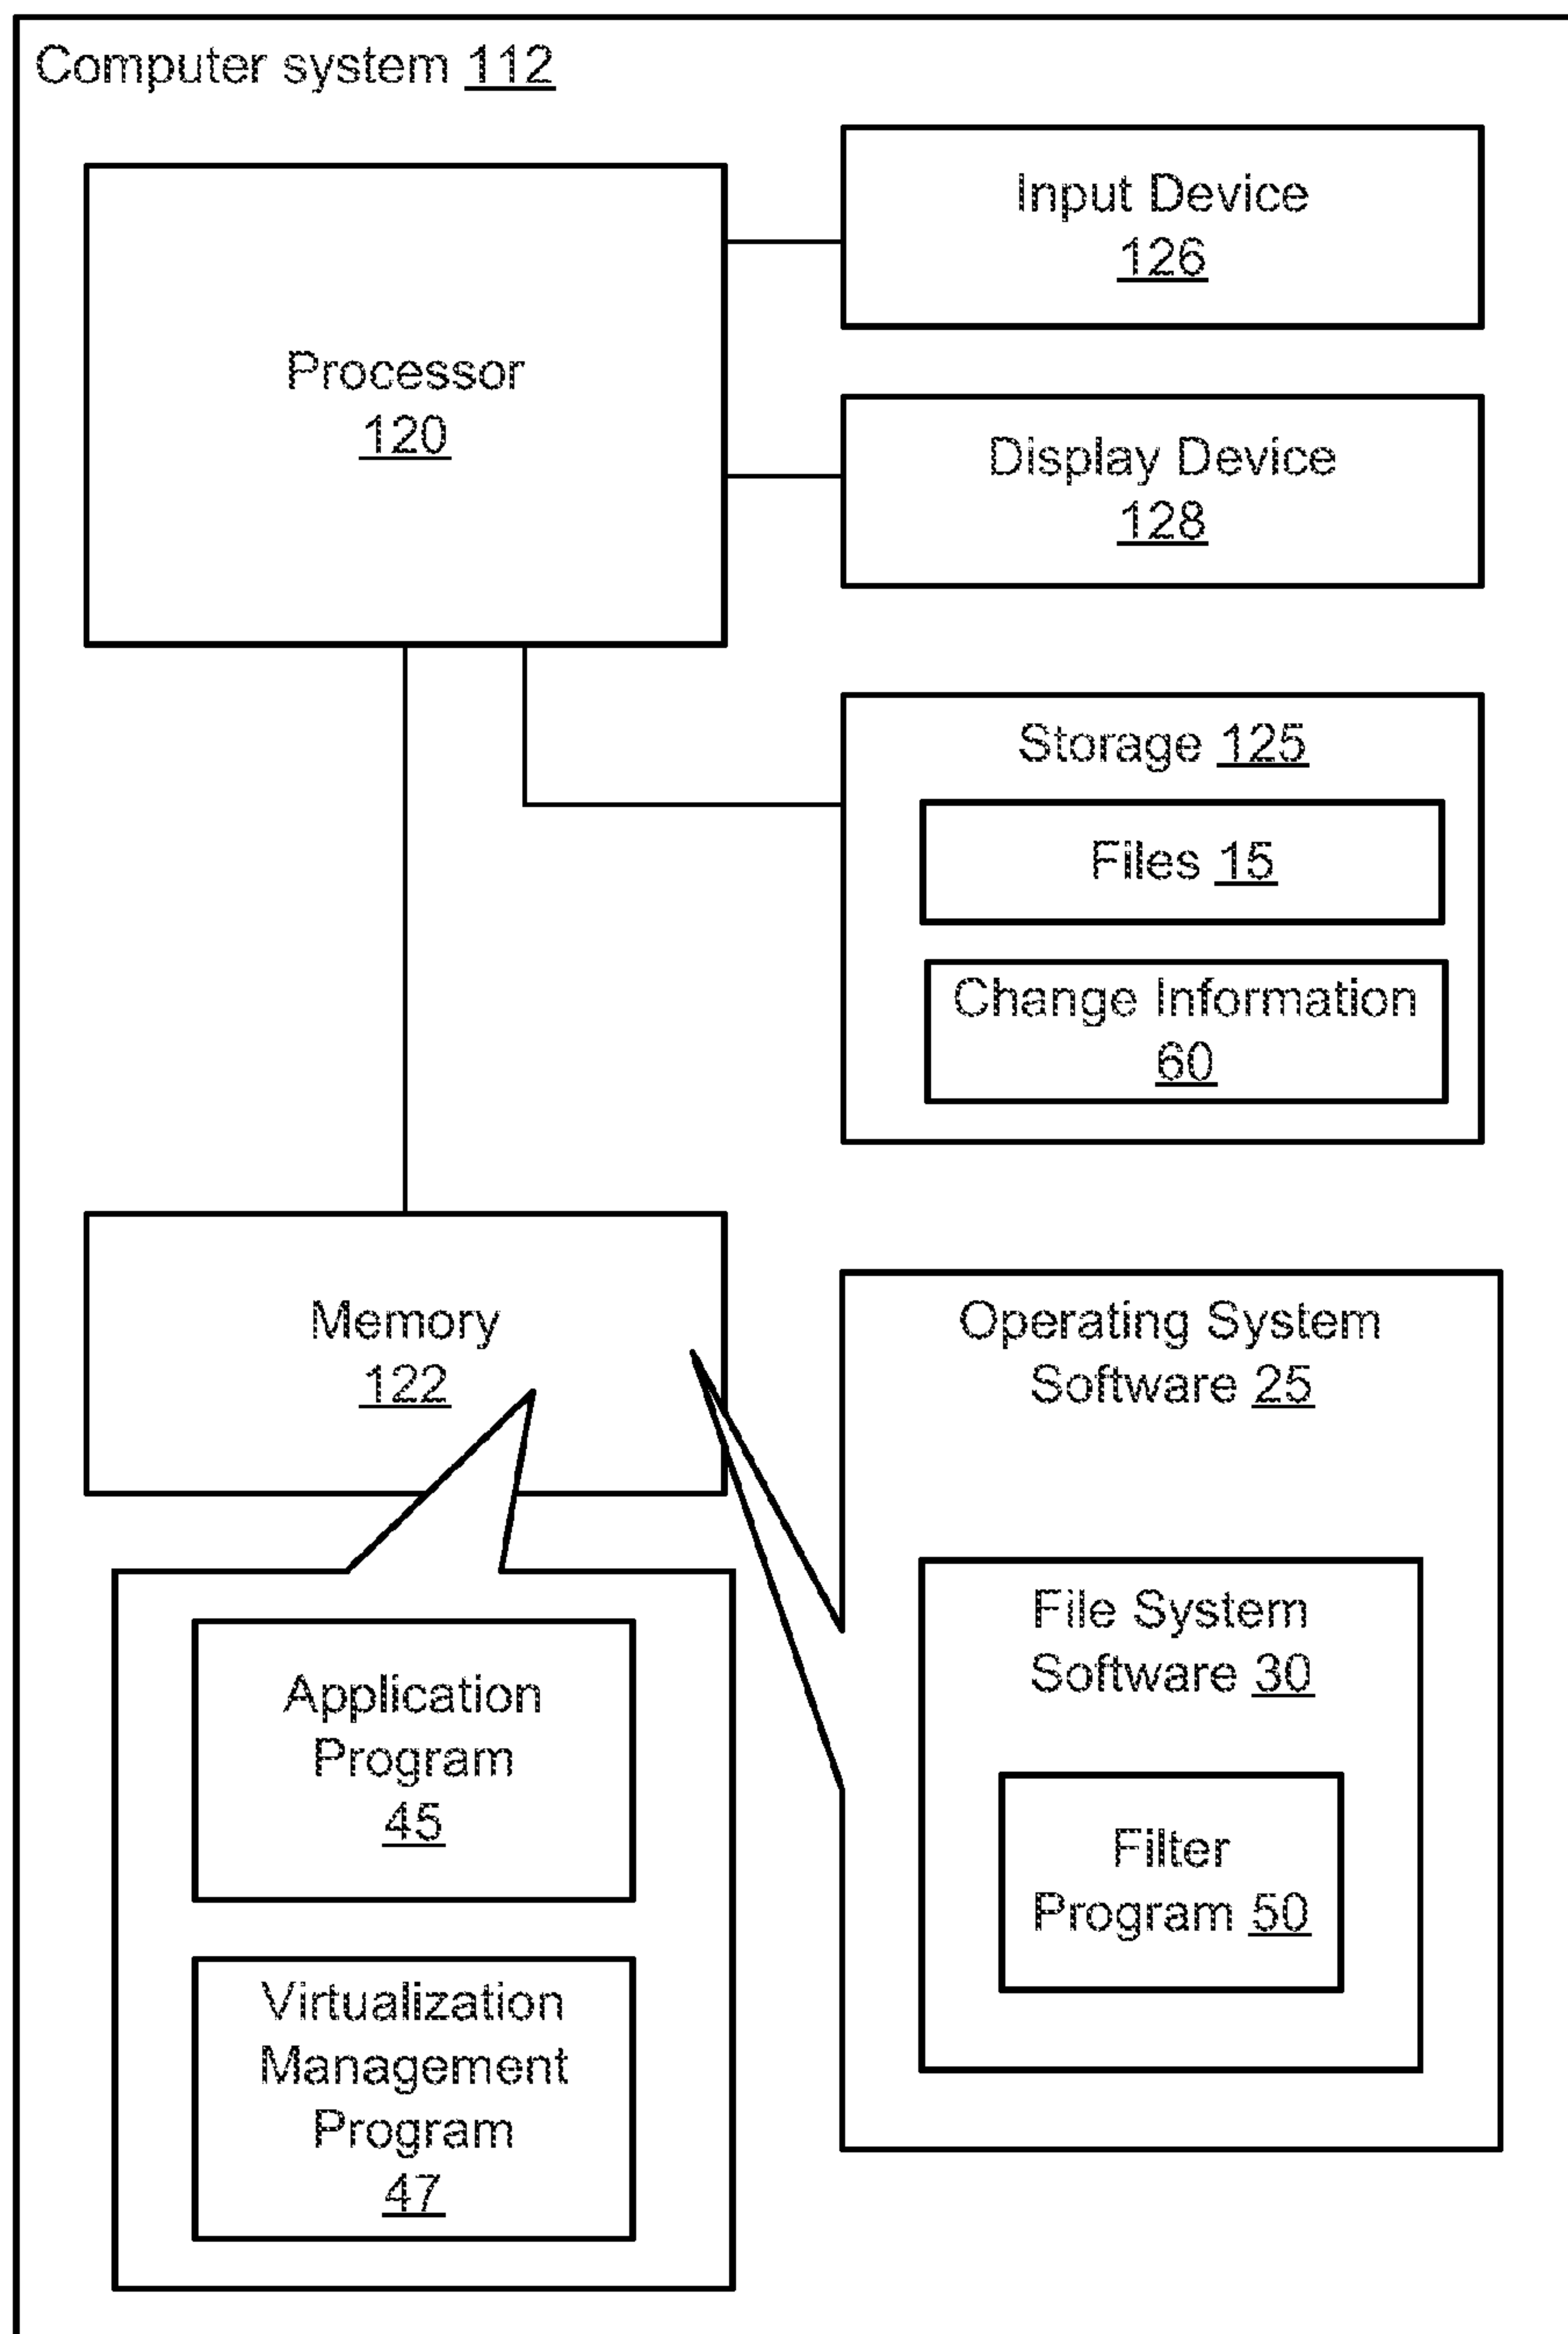 Computer system 112
Input Device
126
Processor
120
Display Device
128
Storage 125
Files 15
Change Information
60
Memory
122
Operating System
Software 25
File System
Software 30
Filter
Program 50
Application
Program
45
Virtualization
Management
Program
47